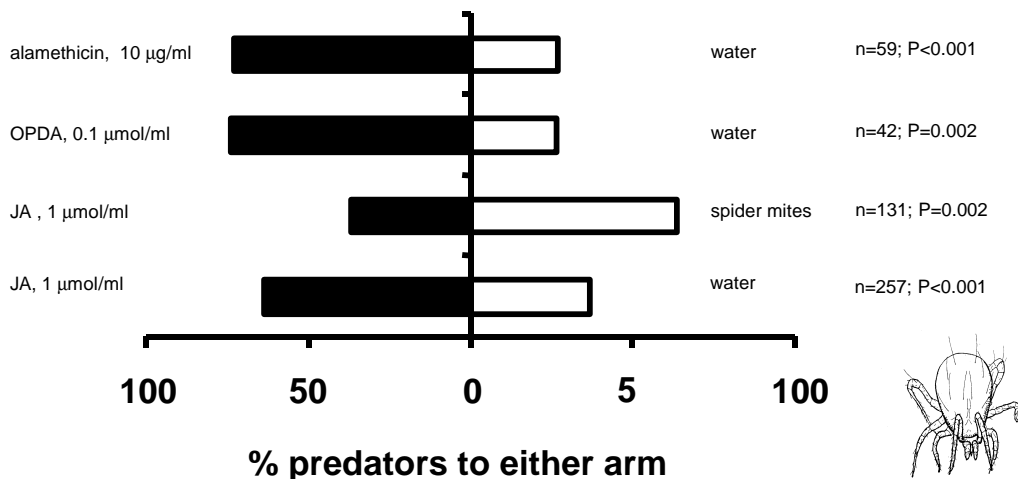 alamethicin, 10 μg/ml water n=59; P<0.001
OPDA, 0.1 μmol/ml water n=42; P=0.002
JA , 1 μmol/ml spider mites n=131; P=0.002
JA, 1 μmol/ml water n=257; P<0.001
100 50 0 5 100
% predators to either arm